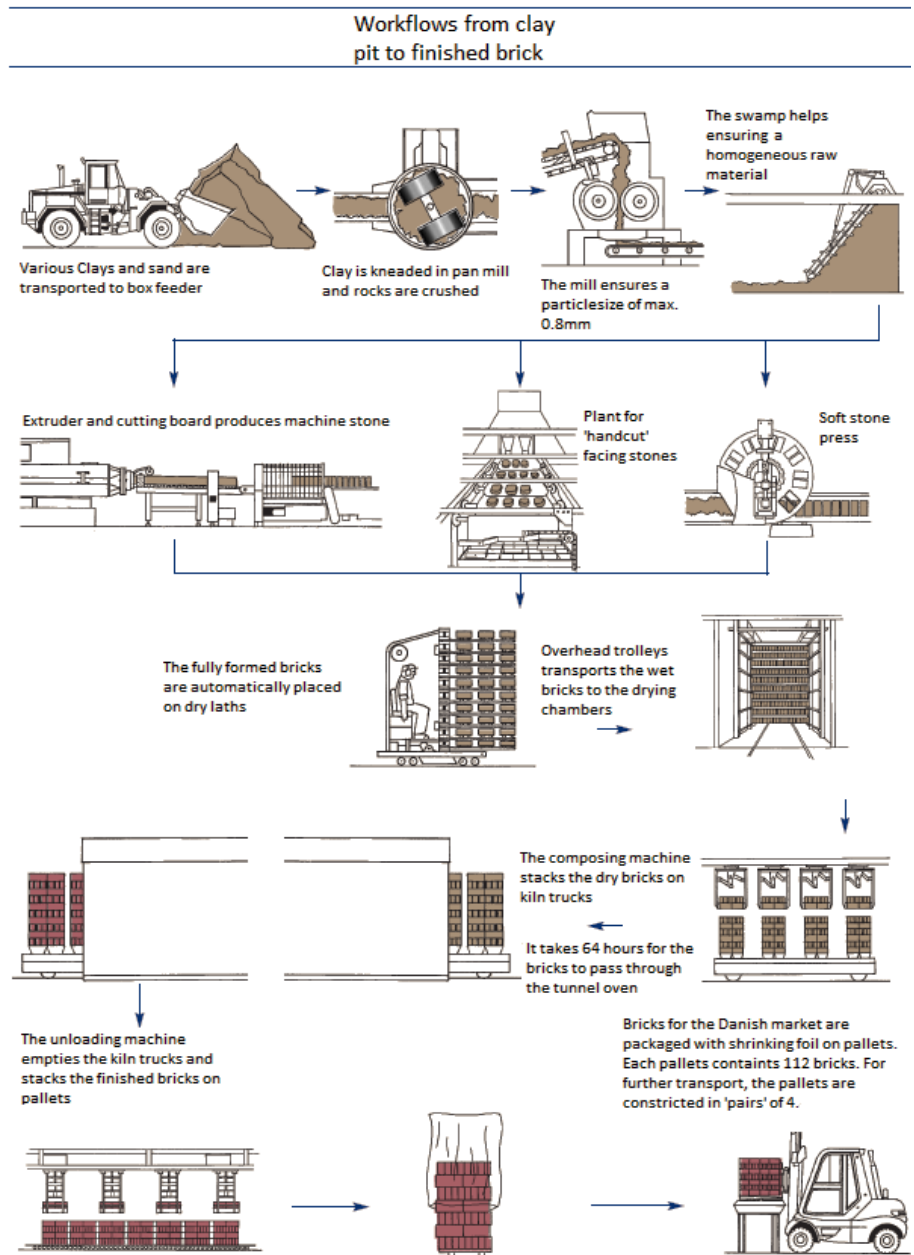 Workflows from clay
pit to finished brick
The swamp helps
ensuring a
homogeneous raw
material
Various Clays and sand are
transported to box feeder
Clay is kneaded in pan mill
and rocks are crushed
The mill ensures a
particlesize of max.
0.8mm
Extruder and cutting board produces machine stone
Plant for
'handcut'
facing stones
Soft stone
press
The fully formed bricks
are automatically placed
on dry laths
Overhead trolleys
transports the wet
bricks to the drying
chambers
The composing machine
stacks the dry bricks on
kiln trucks
It takes 64 hours for the
bricks to pass through
the tunnel oven
The unloading machine
empties the kiln trucks and
stacks the finished bricks on
pallets
Bricks for the Danish market are
packaged with shrinking foil on pallets.
Each pallets containts 112 bricks. For
further transport, the pallets are
constricted in 'pairs' of 4.